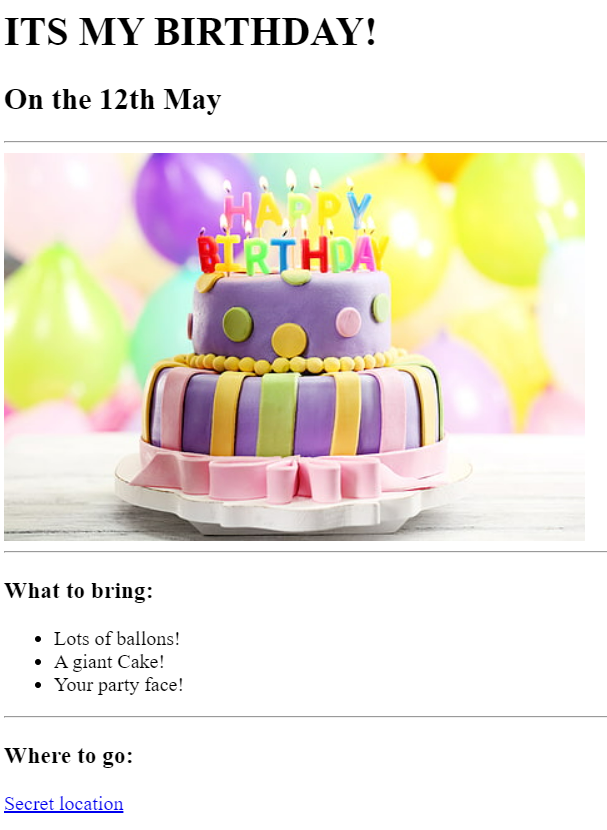 ITS MY BIRTHDAY!
On the 12th May
HAPPY
BIRTHDAY
What to bring:
Lots of ballons!
A giant Cake!
Your party face!
Where to go:
Secret location